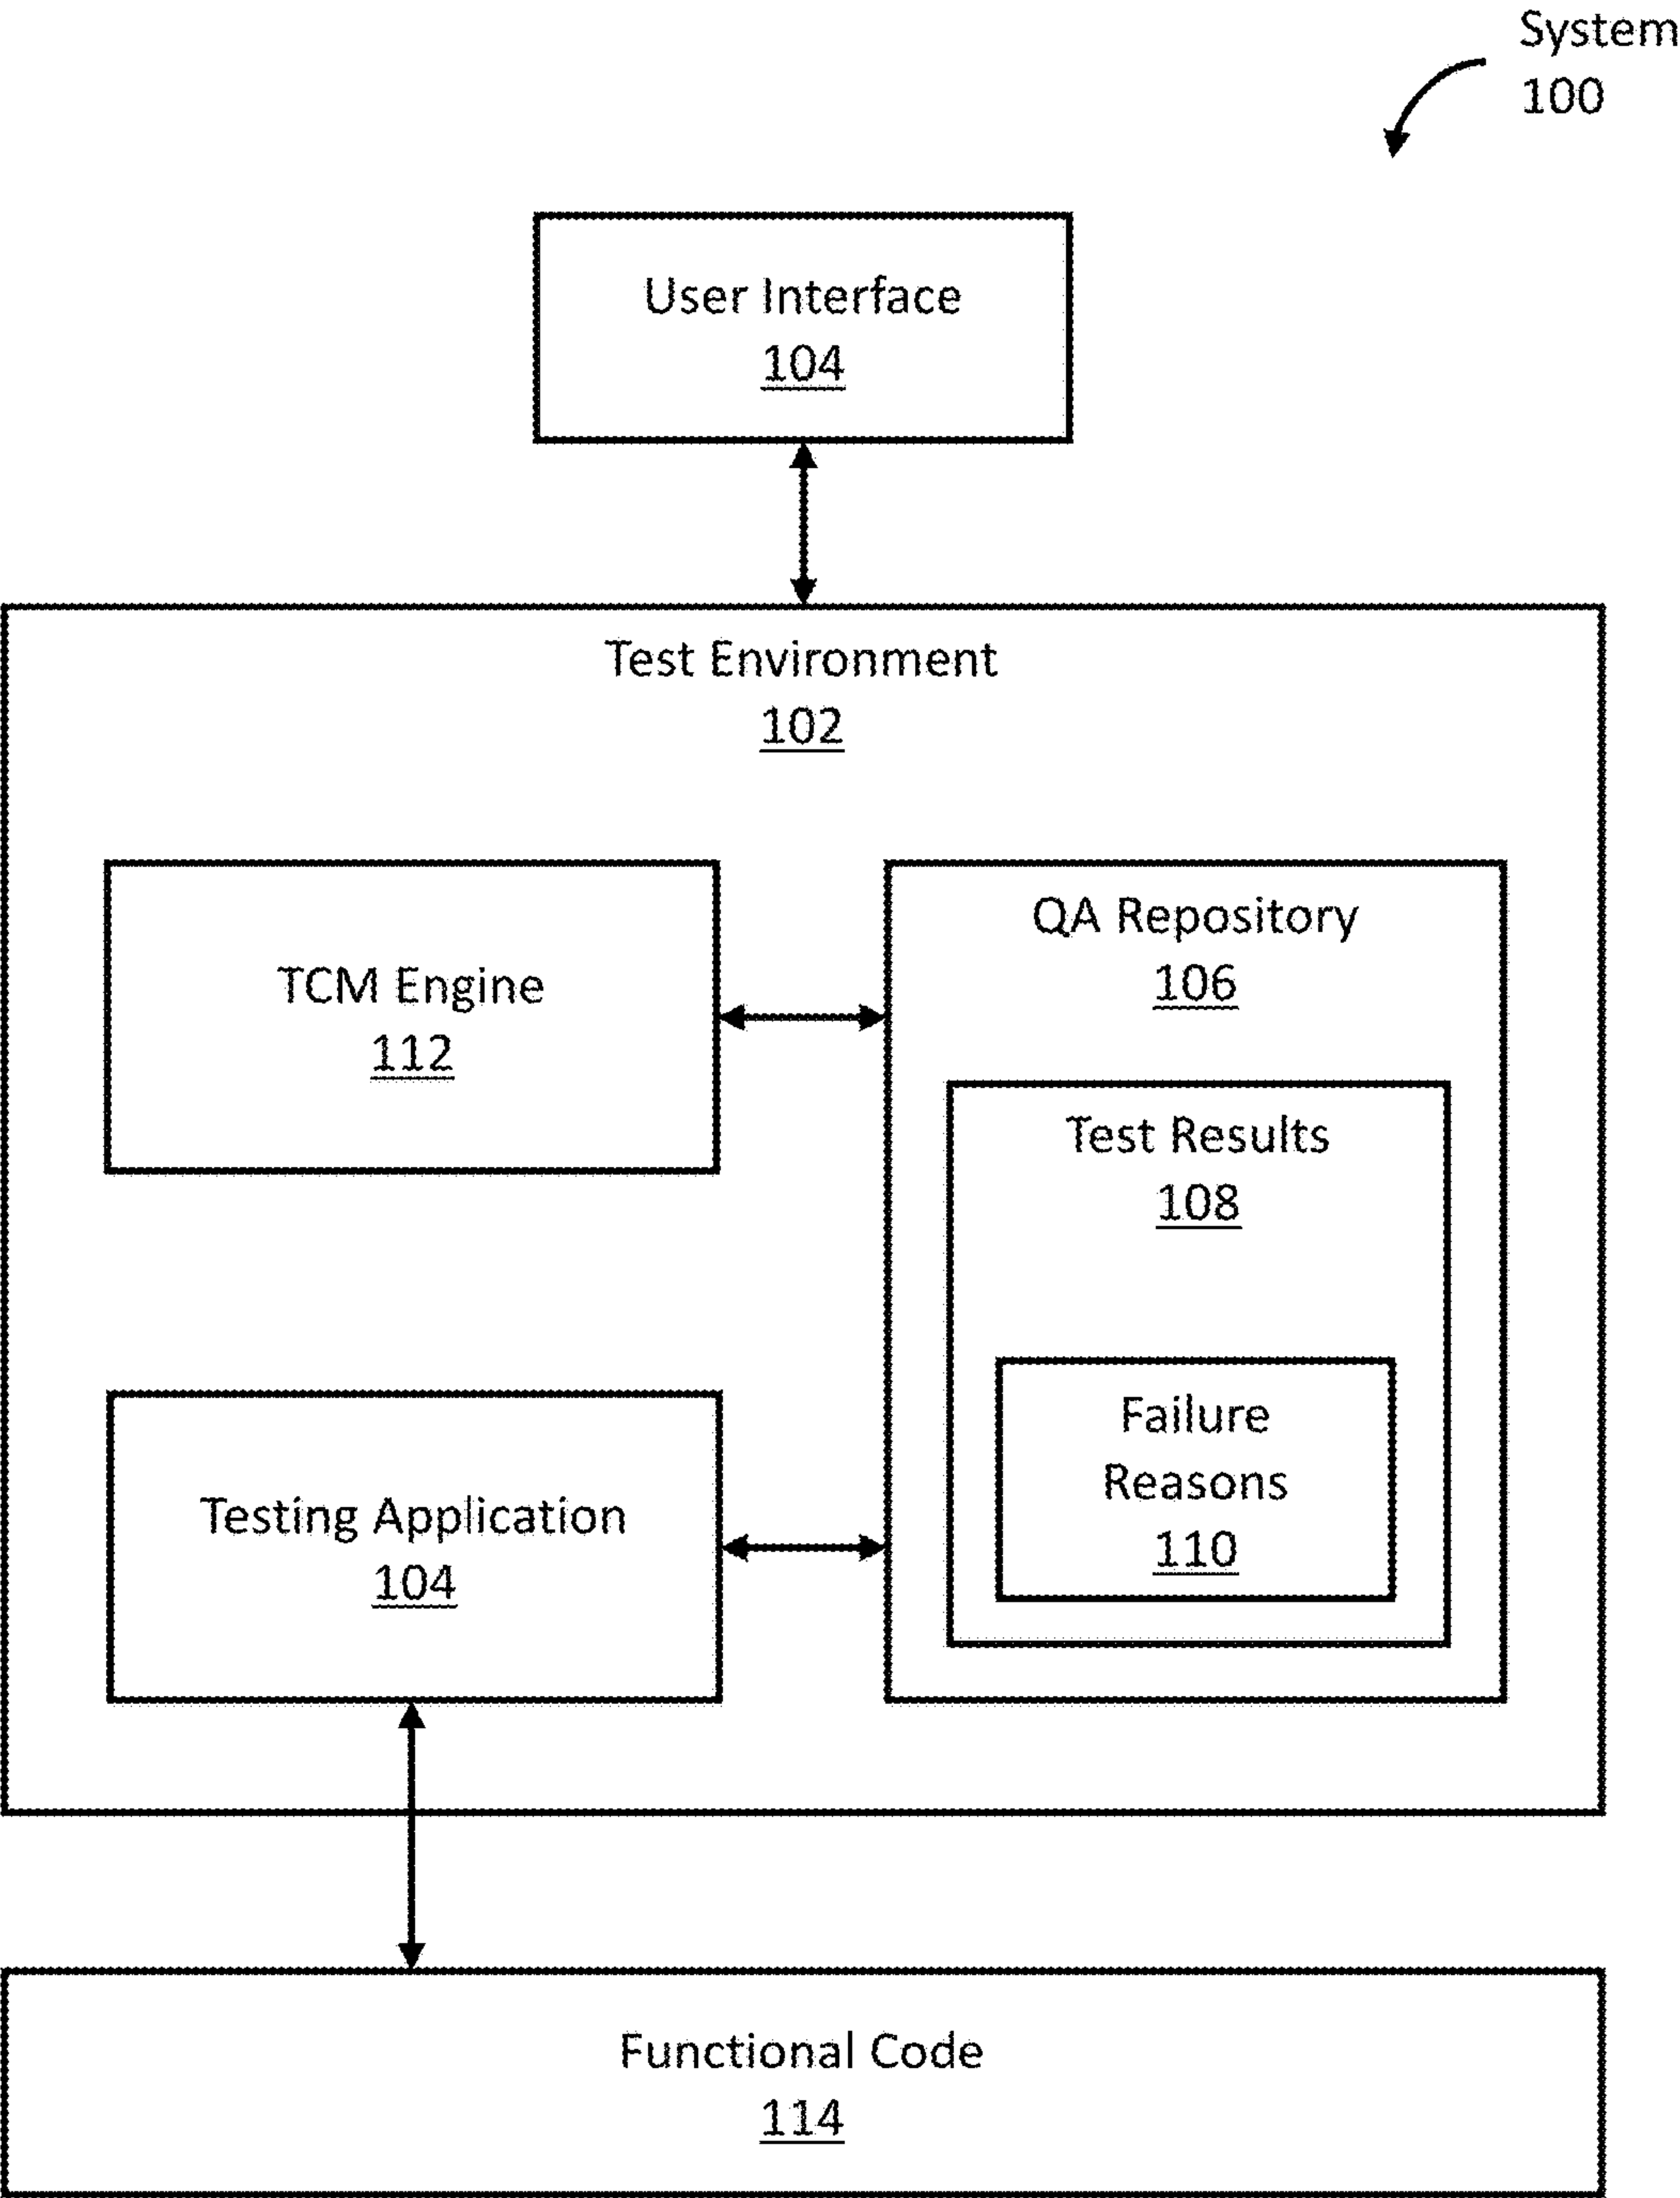 System
100
User Interface
104
Test Environment
102
TCM Engine
112
QA Repository
106
Test Results
108
Failure
Reasons
110
Testing Application
104
Functional Code
114